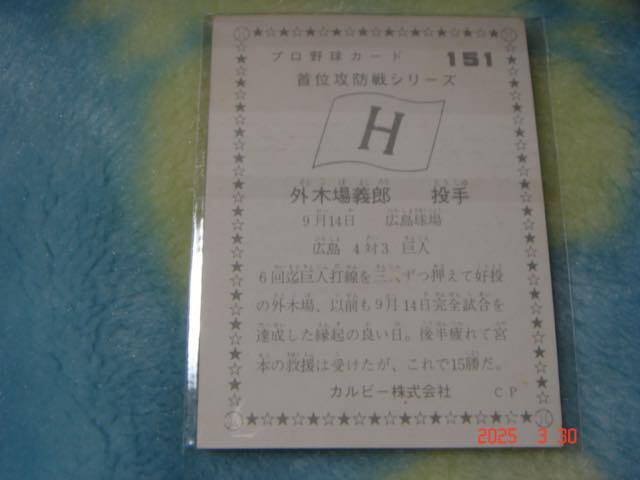 プロ野球カード 151
首位攻防戦シリーズ
H
外木場義郎 投手
9月14日 広島球場
広島 4対3 巨人
6回迄巨人打線を三人ずつ押えて好投
の外木場、以前も9月14日完全試合を
達成した縁起の良い日。後半疲れて宮
本の救援は受けたが、これで15勝だ。
カルビー株式会社 CP
2025 3 30